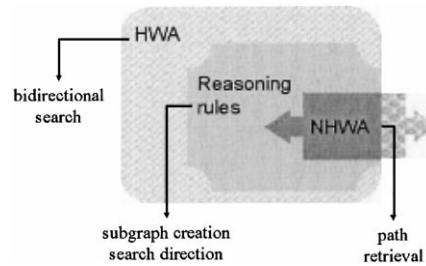 HWA
Reasoning
rules
NHWA
bidirectional
search
subgraph creation
search direction
path
retrieval